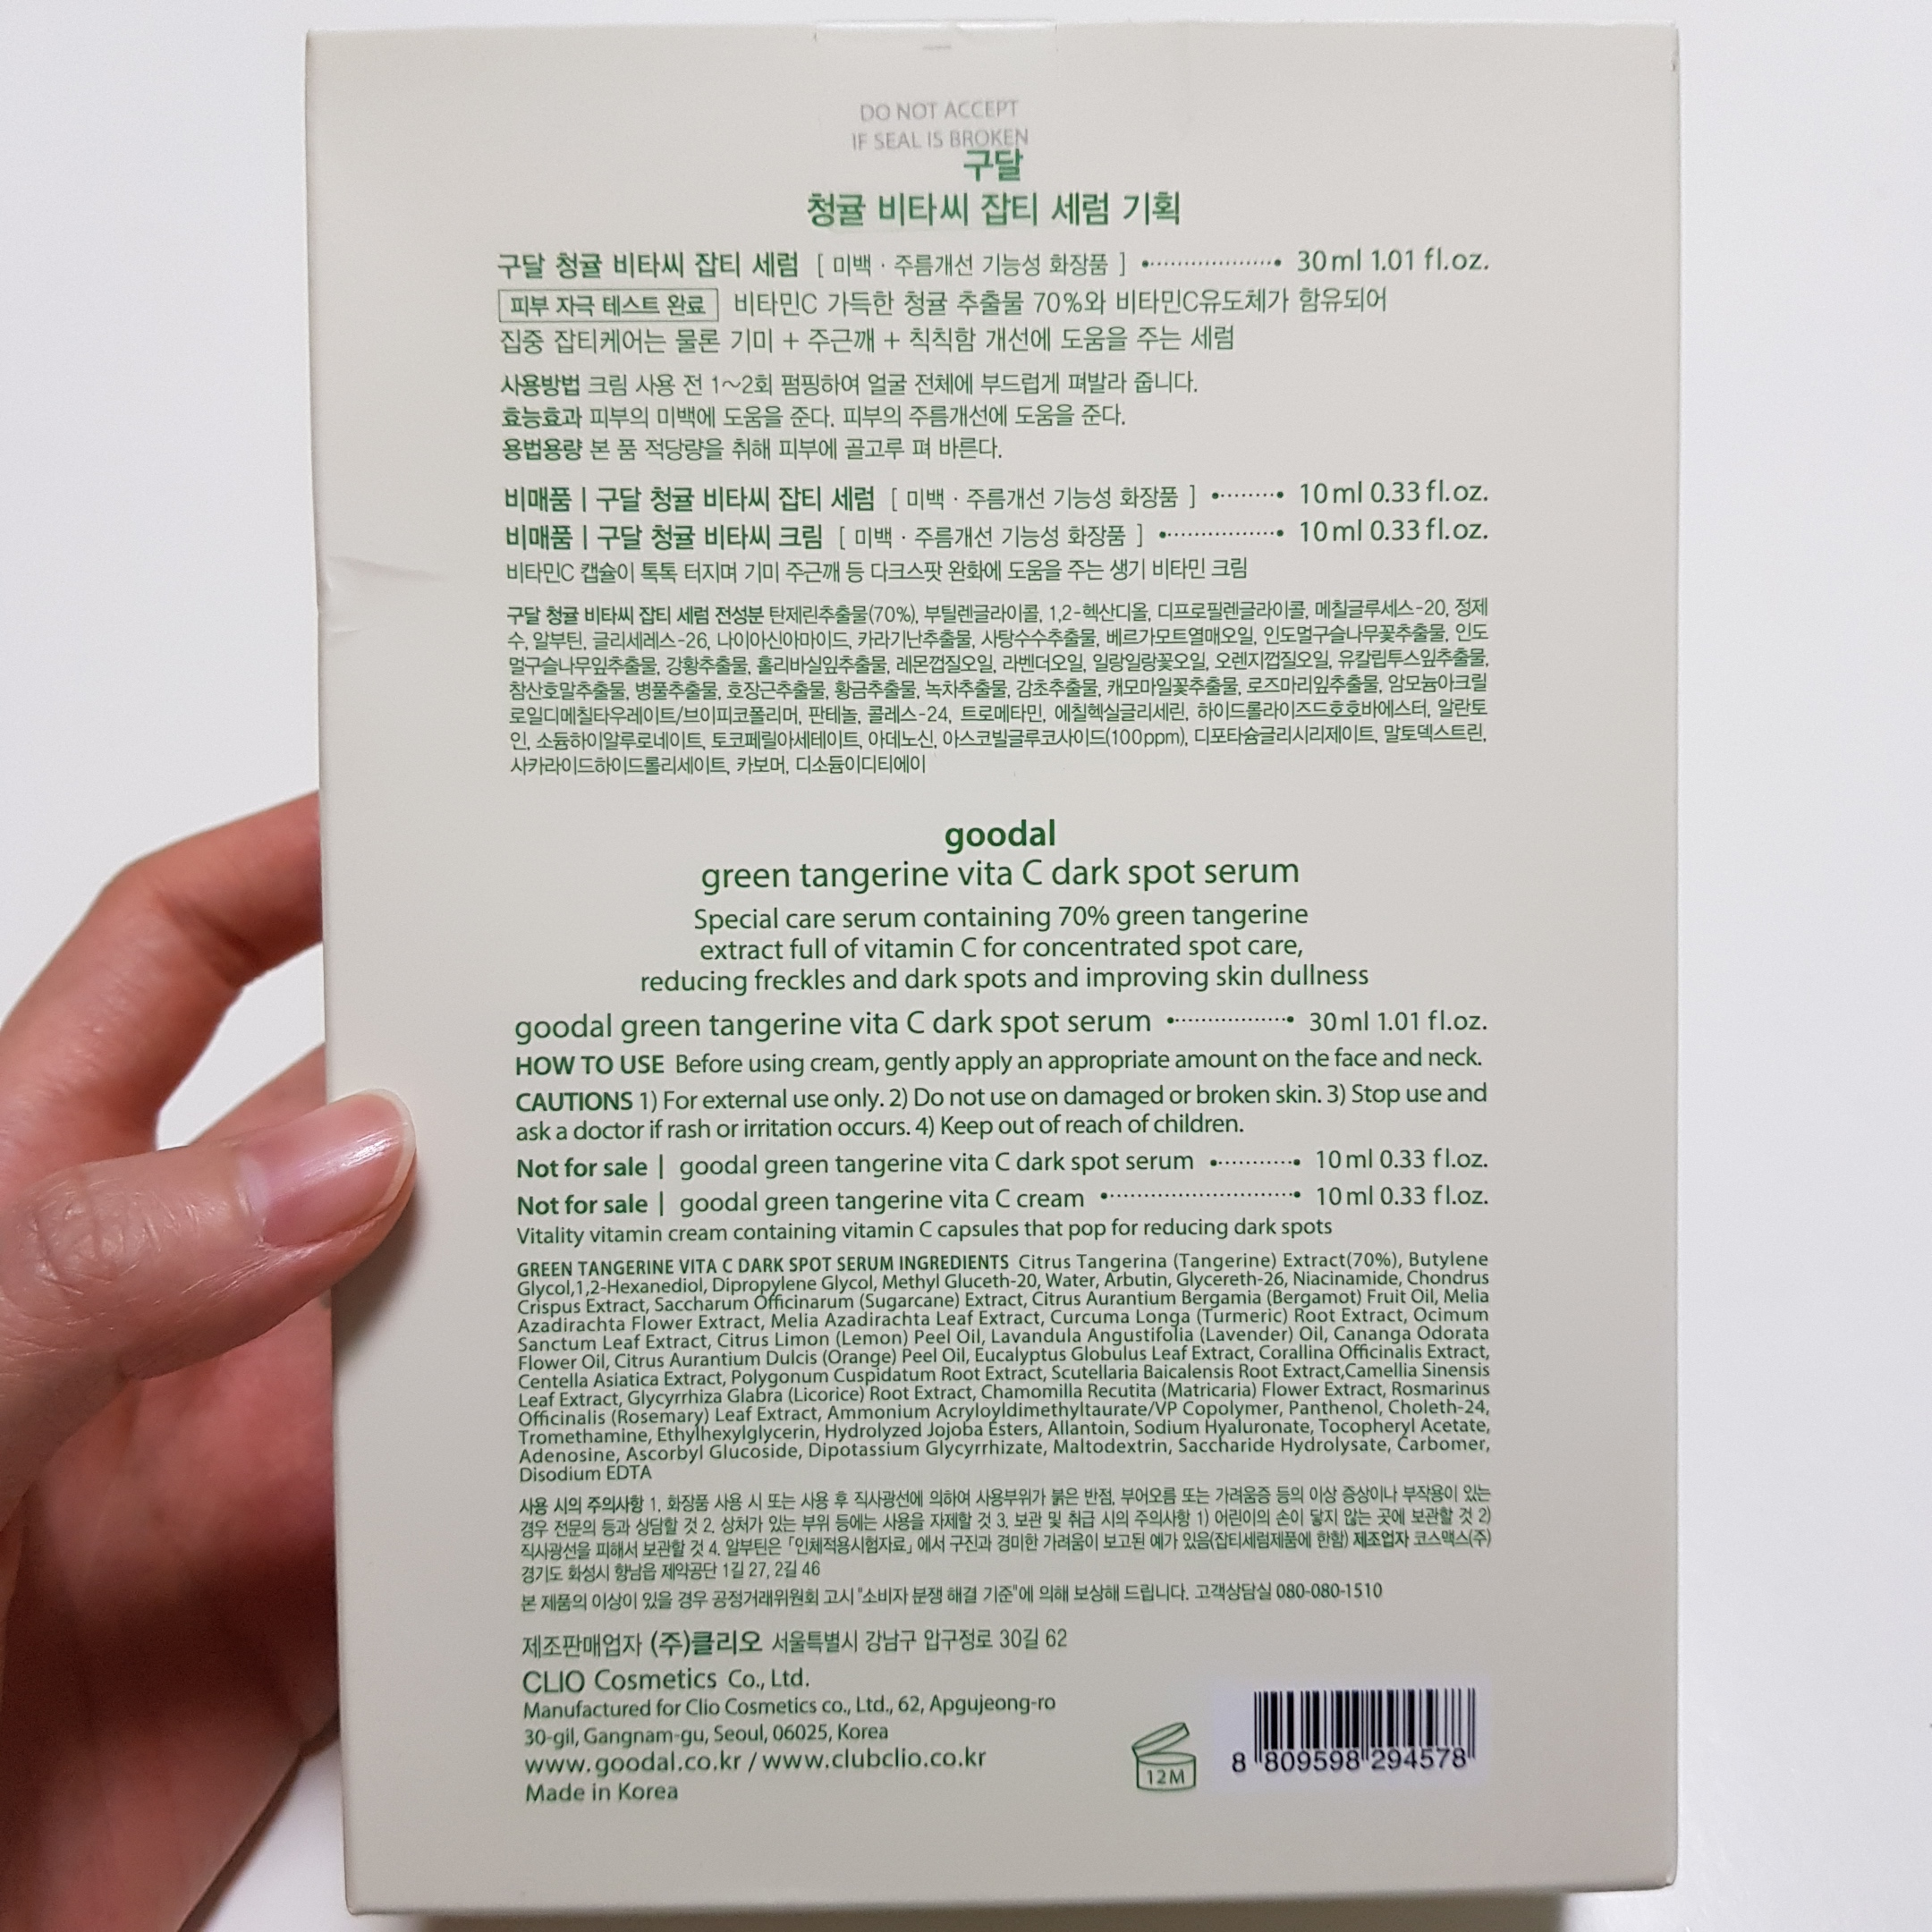 DO NOT ACCEPT
IF SEAL IS BROKEN
구달
청귤 비타씨 잡티 세럼 기획
구달 청귤 비타씨 잡티 세럼 [ 미백 · 주름개선 기능성 화장품 ] •··················• 30ml 1.01 fl.oz.
피부 자극 테스트 완료 비타민C 가득한 청귤 추출물 70%와 비타민C유도체가 함유되어
집중 잡티케어는 물론 기미 + 주근깨 + 칙칙함 개선에 도움을 주는 세럼
사용방법 크림 사용 전 1~2회 펌핑하여 얼굴 전체에 부드럽게 펴발라 줍니다.
효능효과 피부의 미백에 도움을 준다. 피부의 주름개선에 도움을 준다.
용법용량 본 품 적당량을 취해 피부에 골고루 펴 바른다.
비매품 | 구달 청귤 비타씨 잡티 세럼 [ 미백 · 주름개선 기능성 화장품 ] •········• 10ml 0.33 fl.oz.
비매품 | 구달 청귤 비타씨 크림 [ 미백 · 주름개선 기능성 화장품 ] •················• 10ml 0.33 fl.oz.
비타민C 캡슐이 톡톡 터지며 기미 주근깨 등 다크스팟 완화에 도움을 주는 생기 비타민 크림
구달 청귤 비타씨 잡티 세럼 전성분 탄제린추출물(70%), 부틸렌글라이콜, 1,2-헥산디올, 디프로필렌글라이콜, 메칠글루세스-20, 정제
수, 알부틴, 글리세레스-26, 나이아신아마이드, 카라기난추출물, 사탕수수추출물, 베르가모트열매오일, 인도멀구슬나무꽃추출물, 인도
멀구슬나무잎추출물, 강황추출물, 홀리바실잎추출물, 레몬껍질오일, 라벤더오일, 일랑일랑꽃오일, 오렌지껍질오일, 유칼립투스잎추출물,
참산호말추출물, 병풀추출물, 호장근추출물, 황금추출물, 녹차추출물, 감초추출물, 캐모마일꽃추출물, 로즈마리잎추출물, 암모늄아크릴
로일디메칠타우레이트/브이피코폴리머, 판테놀, 콜레스-24, 트로메타민, 에칠헥실글리세린, 하이드롤라이즈드호호바에스터, 알란토
인, 소듐하이알루로네이트, 토코페릴아세테이트, 아데노신, 아스코빌글루코사이드(100ppm), 디포타슘글리시리제이트, 말토덱스트린,
사카라이드하이드롤리세이트, 카보머, 디소듐이디티에이
goodal
green tangerine vita C dark spot serum
Special care serum containing 70% green tangerine
extract full of vitamin C for concentrated spot care,
reducing freckles and dark spots and improving skin dullness
goodal green tangerine vita C dark spot serum •················• 30ml 1.01 fl.oz.
HOW TO USE Before using cream, gently apply an appropriate amount on the face and neck.
CAUTIONS 1) For external use only. 2) Do not use on damaged or broken skin. 3) Stop use and
ask a doctor if rash or irritation occurs. 4) Keep out of reach of children.
Not for sale | goodal green tangerine vita C dark spot serum •···········• 10ml 0.33 fl.oz.
Not for sale | goodal green tangerine vita C cream •··························• 10ml 0.33 fl.oz.
Vitality vitamin cream containing vitamin C capsules that pop for reducing dark spots
GREEN TANGERINE VITA C DARK SPOT SERUM INGREDIENTS Citrus Tangerina (Tangerine) Extract(70%), Butylene
Glycol,1,2-Hexanediol, Dipropylene Glycol, Methyl Gluceth-20, Water, Arbutin, Glycereth-26, Niacinamide, Chondrus
Crispus Extract, Saccharum Officinarum (Sugarcane) Extract, Citrus Aurantium Bergamia (Bergamot) Fruit Oil, Melia
Azadirachta Flower Extract, Melia Azadirachta Leaf Extract, Curcuma Longa (Turmeric) Root Extract, Ocimum
Sanctum Leaf Extract, Citrus Limon (Lemon) Peel Oil, Lavandula Angustifolia (Lavender) Oil, Cananga Odorata
Flower Oil, Citrus Aurantium Dulcis (Orange) Peel Oil, Eucalyptus Globulus Leaf Extract, Corallina Officinalis Extract,
Centella Asiatica Extract, Polygonum Cuspidatum Root Extract, Scutellaria Baicalensis Root Extract,Camellia Sinensis
Leaf Extract, Glycyrrhiza Glabra (Licorice) Root Extract, Chamomilla Recutita (Matricaria) Flower Extract, Rosmarinus
Officinalis (Rosemary) Leaf Extract, Ammonium Acryloyldimethyltaurate/VP Copolymer, Panthenol, Choleth-24,
Tromethamine, Ethylhexylglycerin, Hydrolyzed Jojoba Esters, Allantoin, Sodium Hyaluronate, Tocopheryl Acetate,
Adenosine, Ascorbyl Glucoside, Dipotassium Glycyrrhizate, Maltodextrin, Saccharide Hydrolysate, Carbomer,
Disodium EDTA
사용 시의 주의사항 1. 화장품 사용 시 또는 사용 후 직사광선에 의하여 사용부위가 붉은 반점, 부어오름 또는 가려움증 등의 이상 증상이나 부작용이 있는
경우 전문의 등과 상담할 것 2. 상처가 있는 부위 등에는 사용을 자제할 것 3. 보관 및 취급 시의 주의사항 1) 어린이의 손이 닿지 않는 곳에 보관할 것 2)
직사광선을 피해서 보관할 것 4. 알부틴은 「인체적용시험자료」에서 구진과 경미한 가려움이 보고된 예가 있음(잡티세럼제품에 한함) 제조업자 코스맥스(주)
경기도 화성시 향남읍 제약공단 1길 27, 2길 46
본 제품의 이상이 있을 경우 공정거래위원회 고시 "소비자 분쟁 해결 기준"에 의해 보상해 드립니다. 고객상담실 080-080-1510
제조판매업자 (주)클리오 서울특별시 강남구 압구정로 30길 62
CLIO Cosmetics Co., Ltd.
Manufactured for Clio Cosmetics co., Ltd., 62, Apgujeong-ro
30-gil, Gangnam-gu, Seoul, 06025, Korea
www.goodal.co.kr / www.clubclio.co.kr
Made in Korea
12M
8 809598 294578